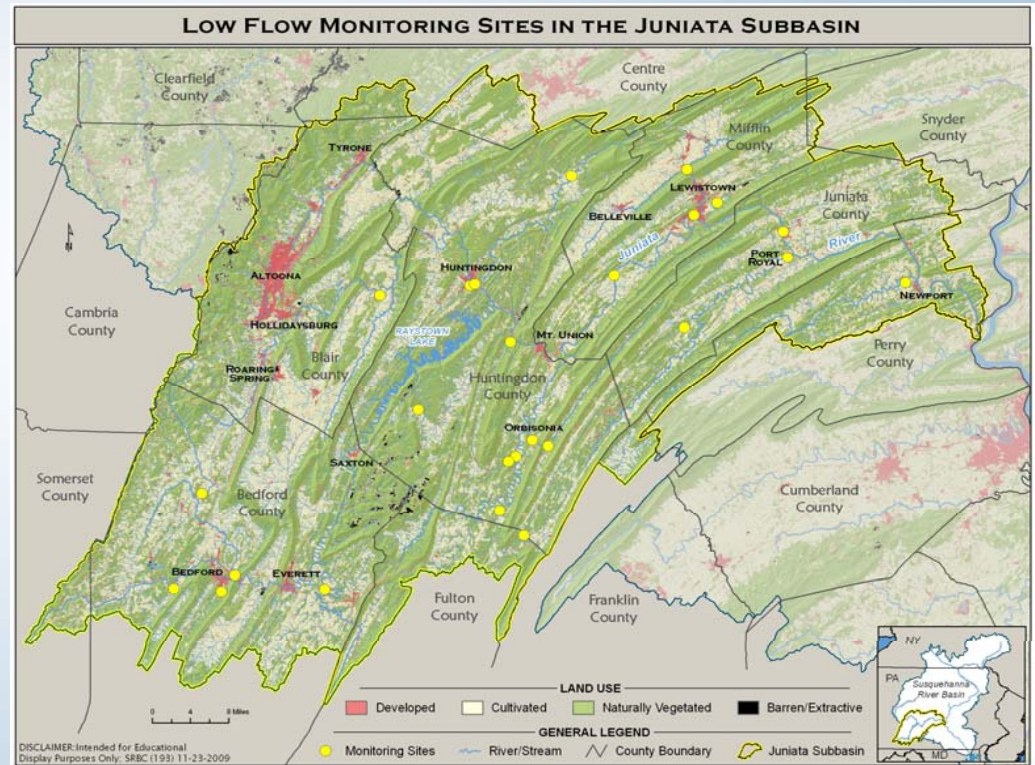 LOW FLOW MONITORING SITES IN THE JUNIATA SUBBASIN
Clearfield
County
Centre
County
Snyder
County
Mifflin
County
TYRONE
LEWISTOWN
BELLEVILLE
Juniata
County
Juniata
River
PORT
ROYAL
ALTOONA
HUNTINGDON
NEWFORT
Cambria
County
HOLLIDAYSBURG
RAYSTOWN
LAKE
MT. UNION
Perry
County
Blair
County
ROARING
SPRING
Huntingdon
County
ORBISONIA
SAXTON
Somerset
County
Bedford
County
Cumberland
County
BEDFORD
EVERETT
Fulton
County
Franklin
County
N
NY
PA
Susquehanna
River Basin
MD
0 4 8 Miles
LAND USE
Developed
Cultivated
Naturally Vegetated
Barren/Extractive
GENERAL LEGEND
Monitoring Sites
River/Stream
County Boundary
Juniata Subbasin
DISCLAIMER:Intended for Educational
Display Purposes Only; SRBC (193) 11-23-2009